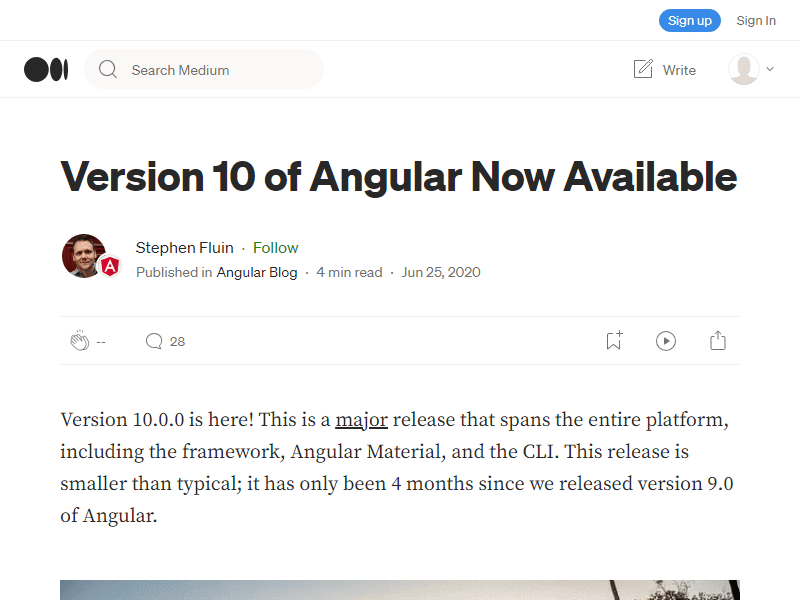 Sign up Sign In
Search Medium Write
Version 10 of Angular Now Available
Stephen Fluin · Follow
Published in Angular Blog · 4 min read · Jun 25, 2020
-- 28
Version 10.0.0 is here! This is a major release that spans the entire platform,
including the framework, Angular Material, and the CLI. This release is
smaller than typical; it has only been 4 months since we released version 9.0
of Angular.